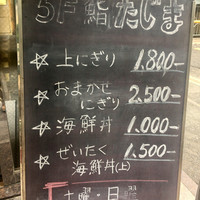 5F 鮨 たじま
☆ 上にぎり 1,800-
☆ おまかせにぎり 2,500-
☆ 海鮮丼 1,000-
☆ ぜいたく 1,500-
海鮮丼(上)
土曜・日